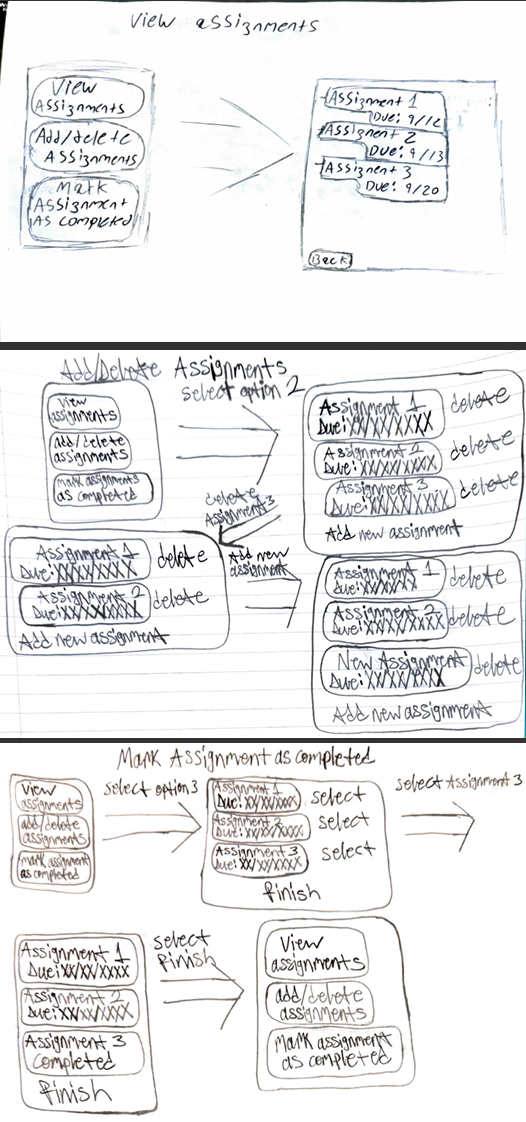 View assignments
View
Assignments
Add/delete
Assignments
Mark
Assignment
As completed
Assignment 1
Due: 9/12
Assignent 2
Due: 9/13
Assignent 3
Due: 9/20
Back
Add/Delete Assignments
select option 2
View
assignments
add/delete
assignments
mark assignments
as completed
Assignment 1
Due: XX/XX/XXXX
delete
Assignment 2
Due: XX/XX/XXXX
delete
Assignment 3
Due: XX/XX/XXXX
delete
Add new assignment
delete
Assignment 3
Assignment 1
Due: XX/XX/XXXX
delete
Assignment 2
Due: XX/XX/XXXX
delete
Add new assignment
Add new
assignment
Assignment 1
Due: XX/XX/XXXX
delete
Assignment 2
Due: XX/XX/XXXX
delete
New Assignment
Due: XX/XX/XXXX
delete
Add new assignment
Mark Assignment as completed
View
assignments
add/delete
assignments
mark assignment
as completed
select option 3
Assignment 1
Due: XX/XX/XXXX
select
Assignment 2
Due: XX/XX/XXXX
select
Assignment 3
Due: XX/XX/XXXX
select
finish
select Assignment 3
Assignment 1
Due: XX/XX/XXXX
Assignment 2
Due: XX/XX/XXXX
Assignment 3
Completed
finish
select
finish
View
assignments
add/delete
assignments
Mark assignment
as completed